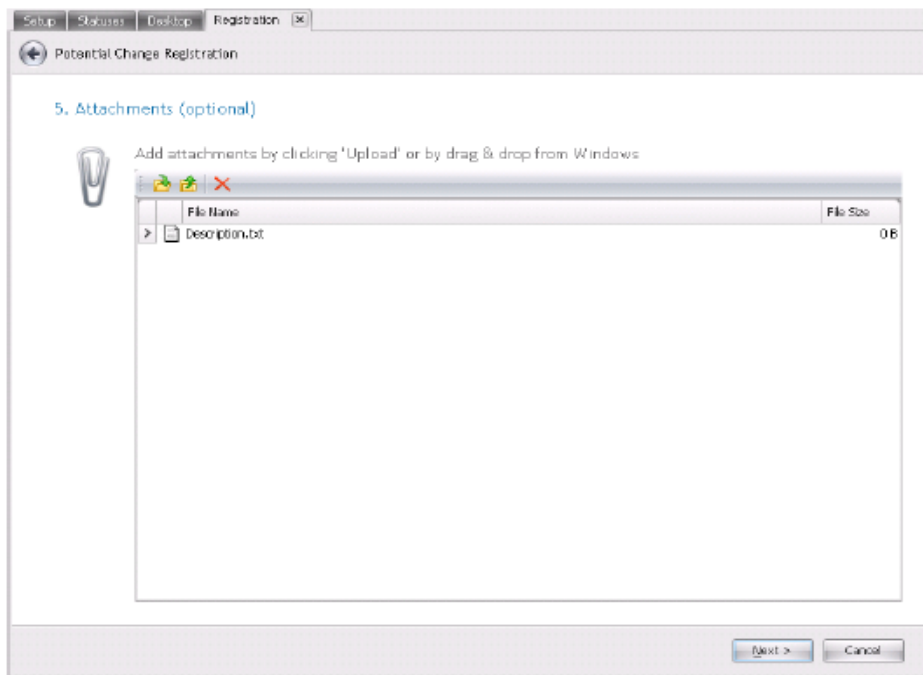 Setup Statuses Desktop Registration
Potential Change Registration
5. Attachments (optional)
Add attachments by clicking 'Upload' or by drag & drop from Windows
File Name File Size
Description.txt 0 B
Next > Cancel